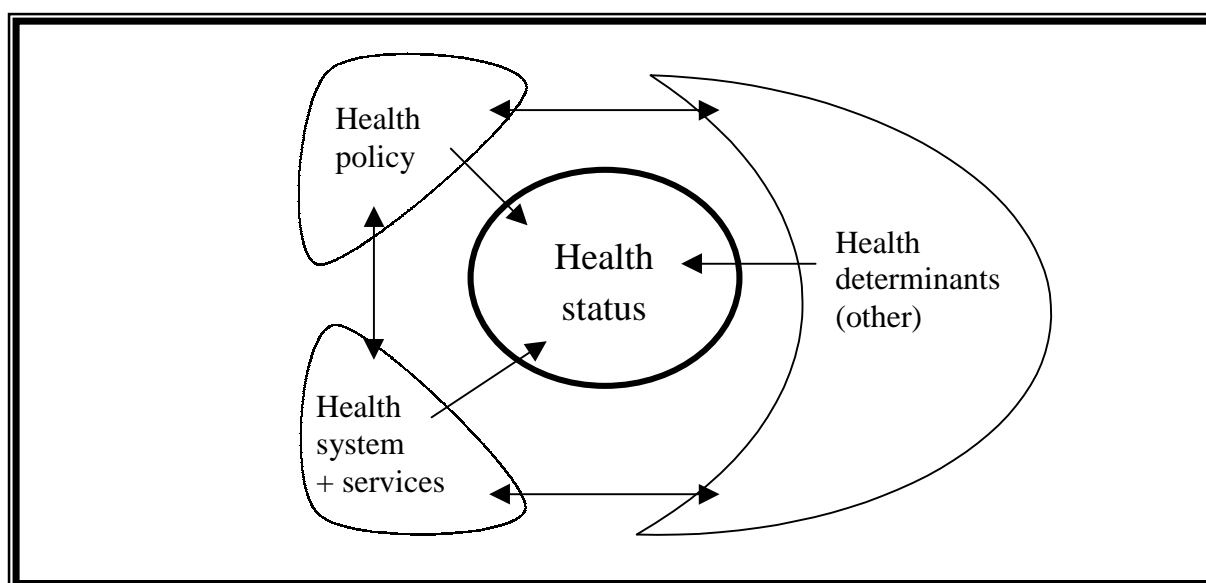 Health
policy
Health
status
Health
determinants
(other)
Health
system
+ services